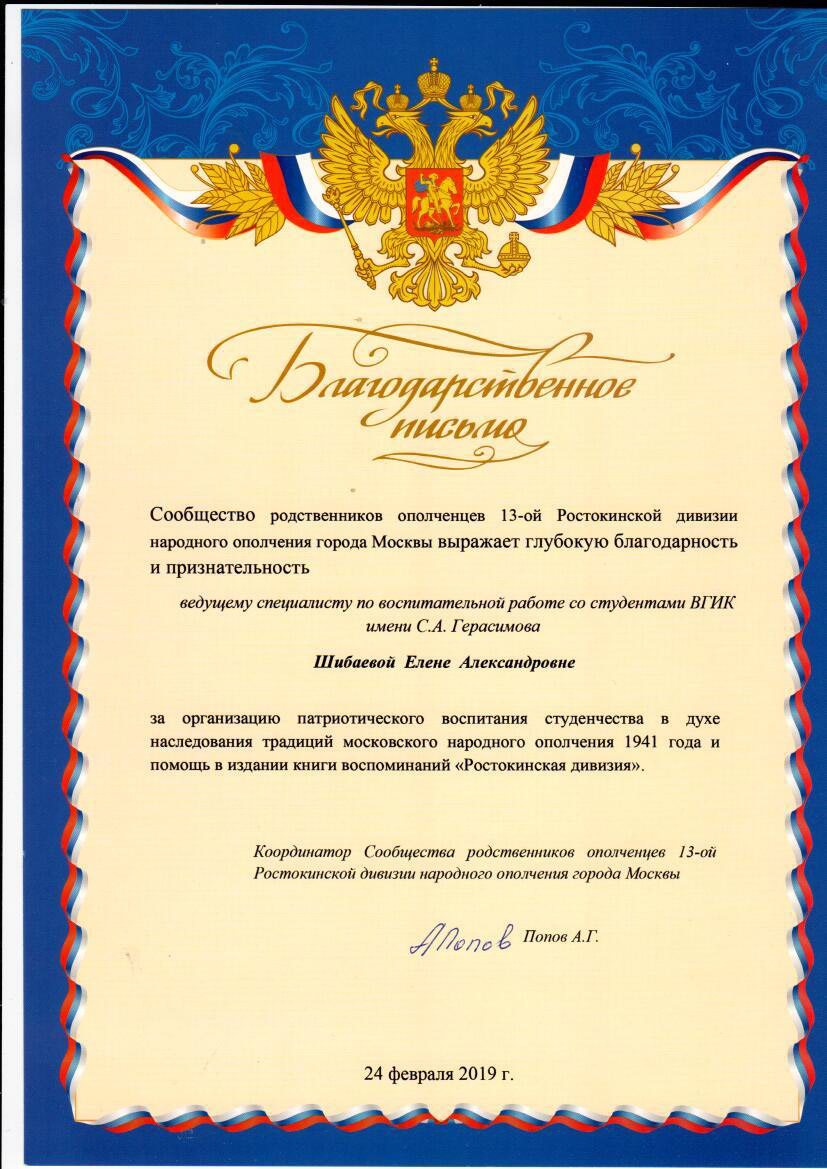 Благодарственное
письмо
Сообщество родственников ополченцев 13-ой Ростокинской дивизии
народного ополчения города Москвы выражает глубокую благодарность
и признательность
ведущему специалисту по воспитательной работе со студентами ВГИК
имени С.А. Герасимова
Шибаевой Елене Александровне
за организацию патриотического воспитания студенчества в духе
наследования традиций московского народного ополчения 1941 года и
помощь в издании книги воспоминаний «Ростокинская дивизия».
Координатор Сообщества родственников ополченцев 13-ой
Ростокинской дивизии народного ополчения города Москвы
АПопов Попов А.Г.
24 февраля 2019 г.